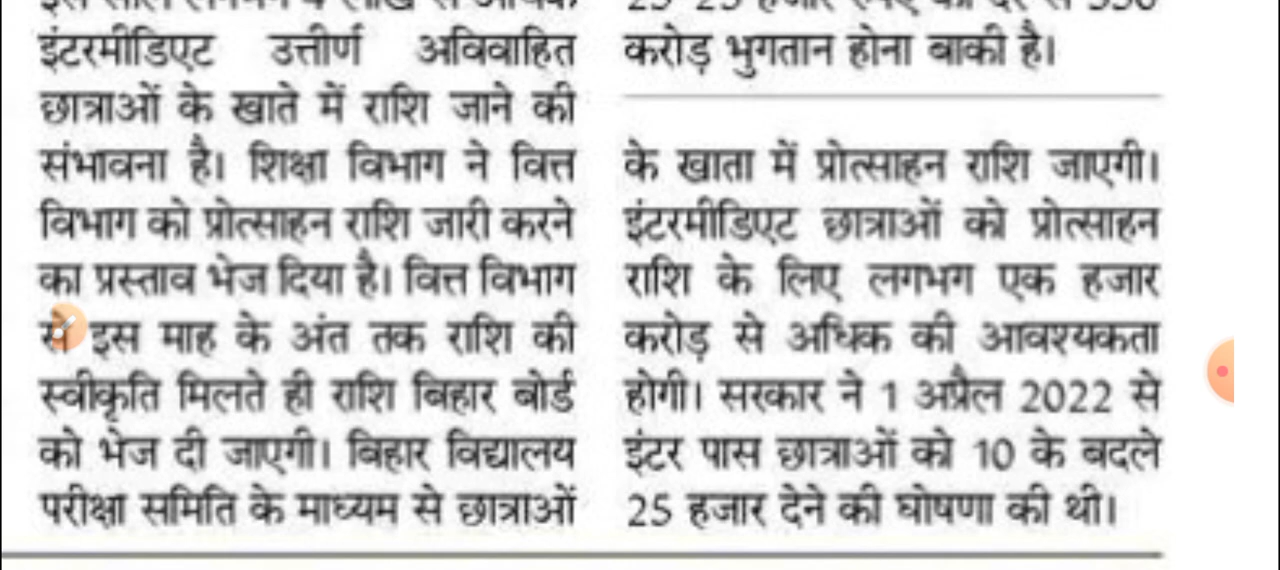 इंटरमीडिएट उत्तीर्ण अविवाहित
छात्राओं के खाते में राशि जाने की
संभावना है। शिक्षा विभाग ने वित्त
विभाग को प्रोत्साहन राशि जारी करने
का प्रस्ताव भेज दिया है। वित्त विभाग
से इस माह के अंत तक राशि की
स्वीकृति मिलते ही राशि बिहार बोर्ड
को भेज दी जाएगी। बिहार विद्यालय
परीक्षा समिति के माध्यम से छात्राओं
करोड़ भुगतान होना बाकी है।
के खाता में प्रोत्साहन राशि जाएगी।
इंटरमीडिएट छात्राओं को प्रोत्साहन
राशि के लिए लगभग एक हजार
करोड़ से अधिक की आवश्यकता
होगी। सरकार ने 1 अप्रैल 2022 से
इंटर पास छात्राओं को 10 के बदले
25 हजार देने की घोषणा की थी।